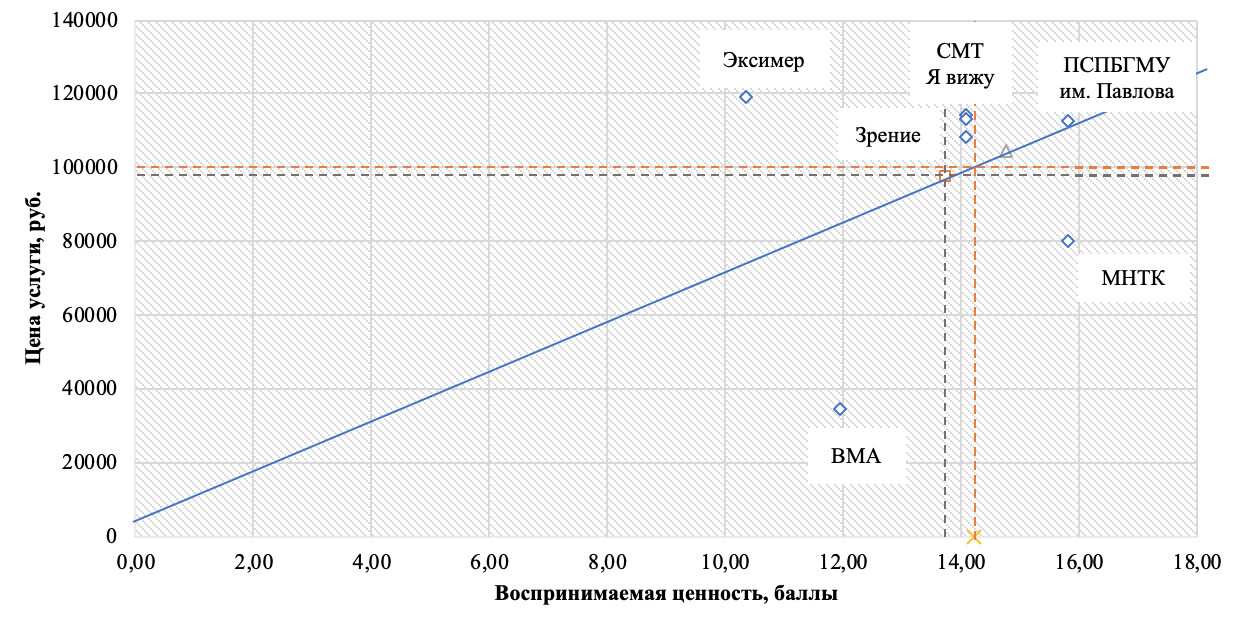 140000
120000
100000
80000
60000
40000
20000
0
Цена услуги, руб.
Эксимер
СМТ
Я вижу
ПСПБГМУ
им. Павлова
Зрение
МНТК
ВМА
0,00 2,00 4,00 6,00 8,00 10,00 12,00 14,00 16,00 18,00
Воспринимаемая ценность, баллы